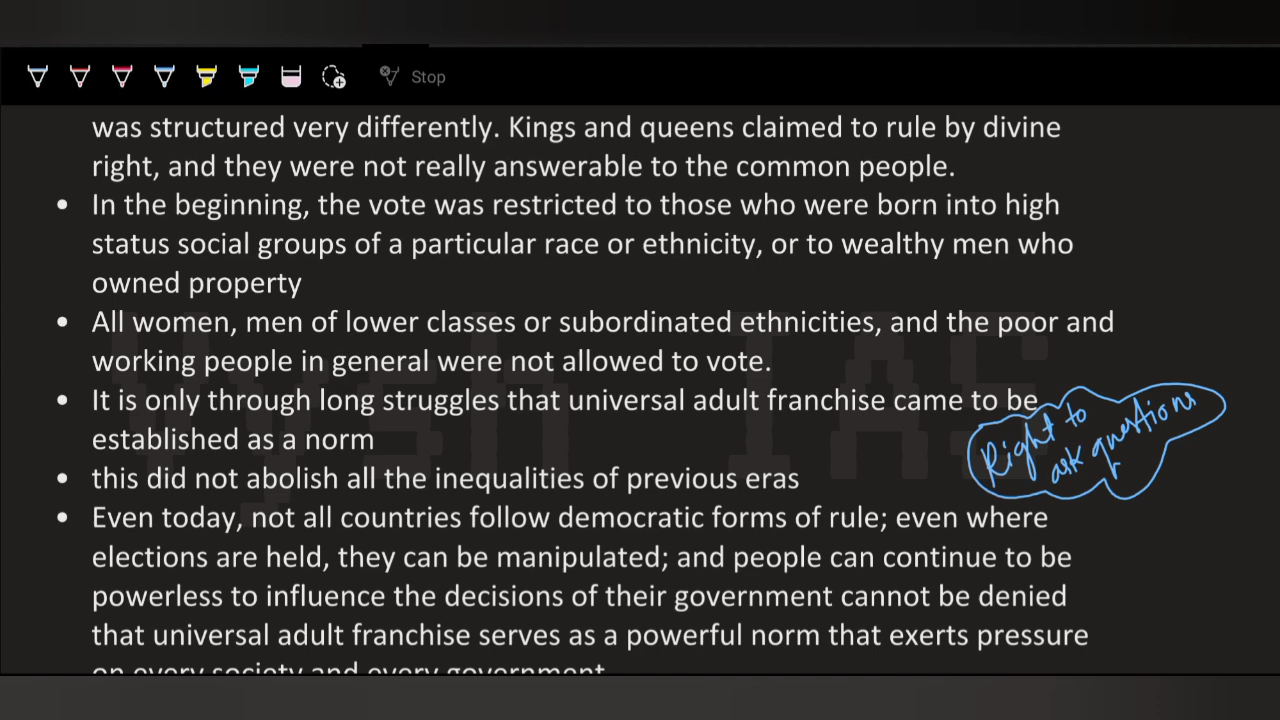 Stop
was structured very differently. Kings and queens claimed to rule by divine
right, and they were not really answerable to the common people.
• In the beginning, the vote was restricted to those who were born into high
status social groups of a particular race or ethnicity, or to wealthy men who
owned property
• All women, men of lower classes or subordinated ethnicities, and the poor and
working people in general were not allowed to vote.
• It is only through long struggles that universal adult franchise came to be
established as a norm
Right to
ask questions
• this did not abolish all the inequalities of previous eras
• Even today, not all countries follow democratic forms of rule; even where
elections are held, they can be manipulated; and people can continue to be
powerless to influence the decisions of their government cannot be denied
that universal adult franchise serves as a powerful norm that exerts pressure
on every society and every government
Vysh IAS